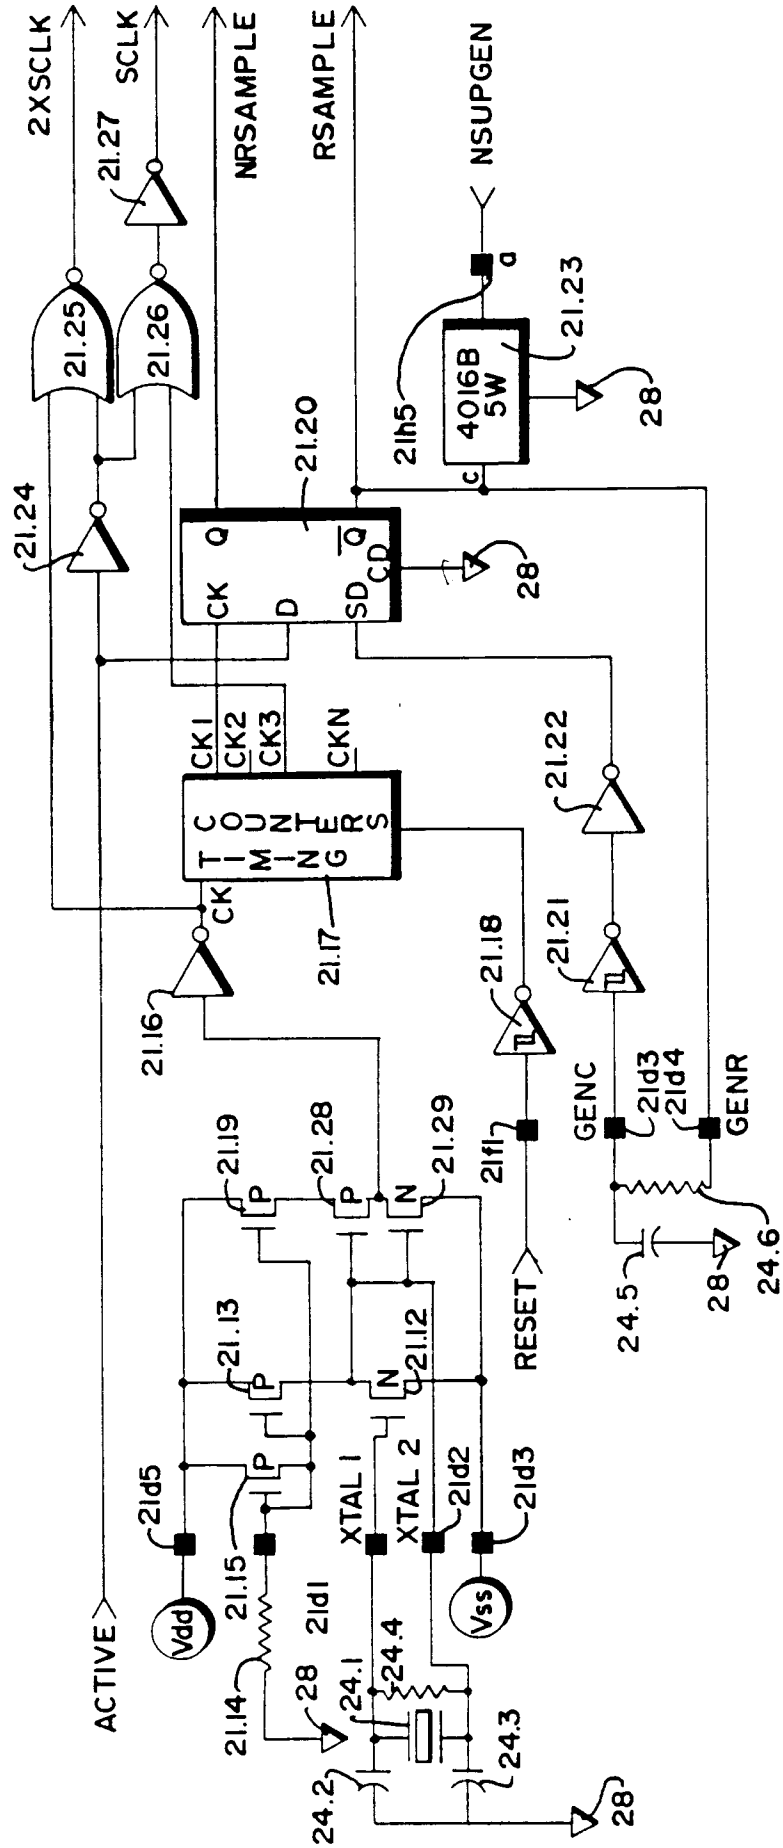 2XSCLK
SCLK
NRSAMPLE
RSAMPLE
NSUPGEN
21.27
21.25
21.26
21.24
a
21h5
21.23
4016B
5W
c
28
21.20
CK
Q
D
SD
Q
CD
28
CK1
CK2
CK3
CKN
TIMING
COUNTERS
CK
21.17
21.16
21.18
21.21
21.22
GENC
21d3
21d4
GENR
24.6
24.5
28
21f1
RESET
21.19
P
21.28
P
21.29
N
21.13
P
21.12
N
21.15
P
21d5
Vdd
ACTIVE
21.14
21d1
28
XTAL 1
XTAL 2
21d2
21d3
Vss
24.4
24.1
24.2
24.3
28